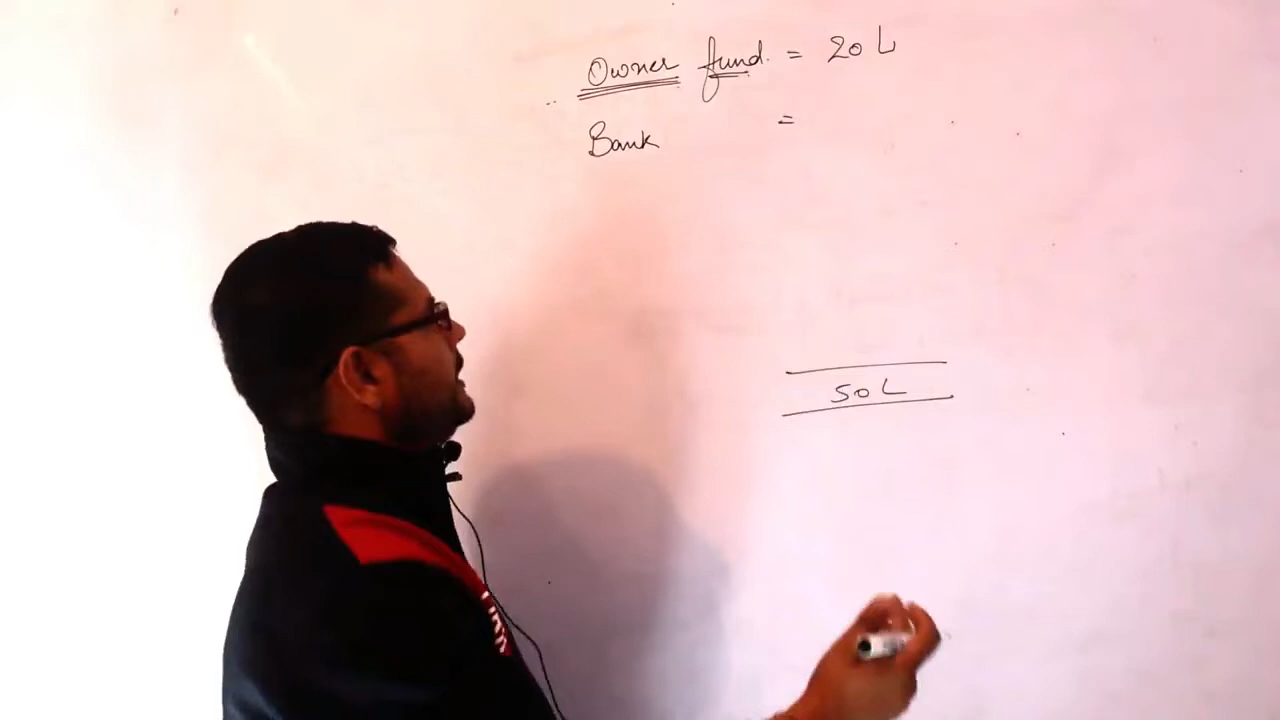 Owner fund. = 20 L
Bank =
50 L